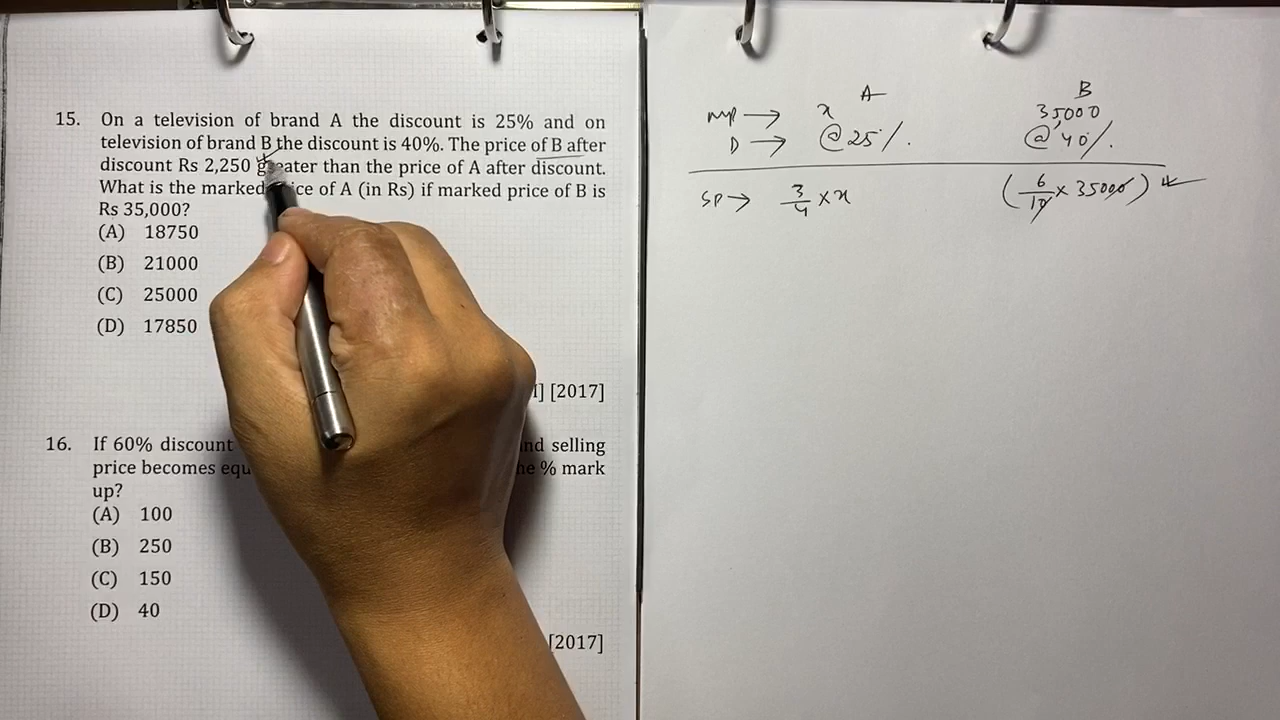 15. On a television of brand A the discount is 25% and on
television of brand B the discount is 40%. The price of B after
discount Rs 2,250 greater than the price of A after discount.
What is the marked price of A (in Rs) if marked price of B is
Rs 35,000?
(A) 18750
(B) 21000
(C) 25000
(D) 17850
[2017]
16. If 60% discount nd selling
price becomes equ he % mark
up?
(A) 100
(B) 250
(C) 150
(D) 40
[2017]
A B
MP → x 35000
D → @25%. @40%.
SP → 3/4 × x (6/10 × 35000)